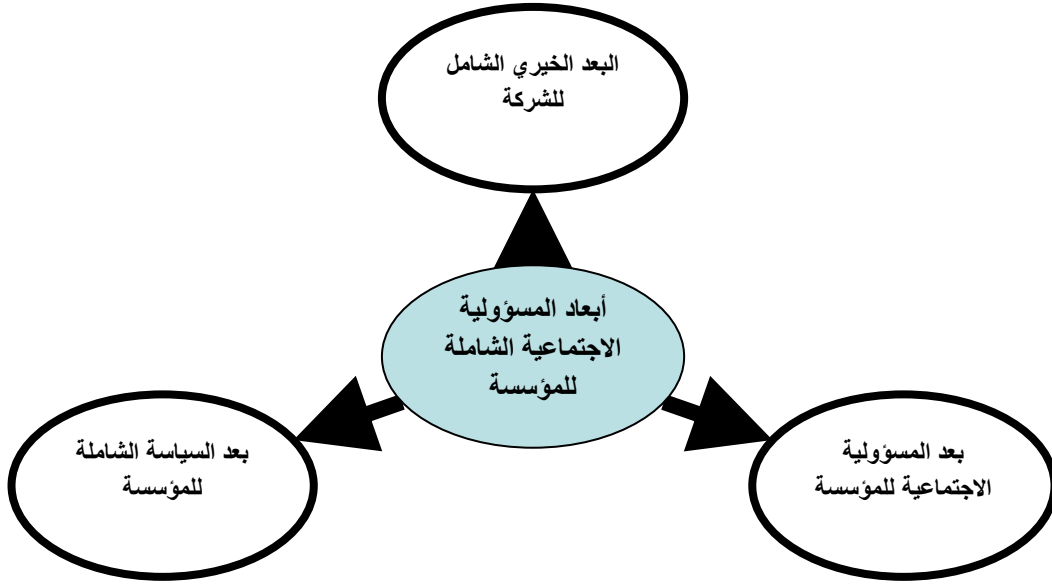 البعد الخيري الشامل
للشركة
أبعاد المسؤولية
الاجتماعية الشاملة
للمؤسسة
بعد المسؤولية
الاجتماعية للمؤسسة
بعد السياسة الشاملة
للمؤسسة